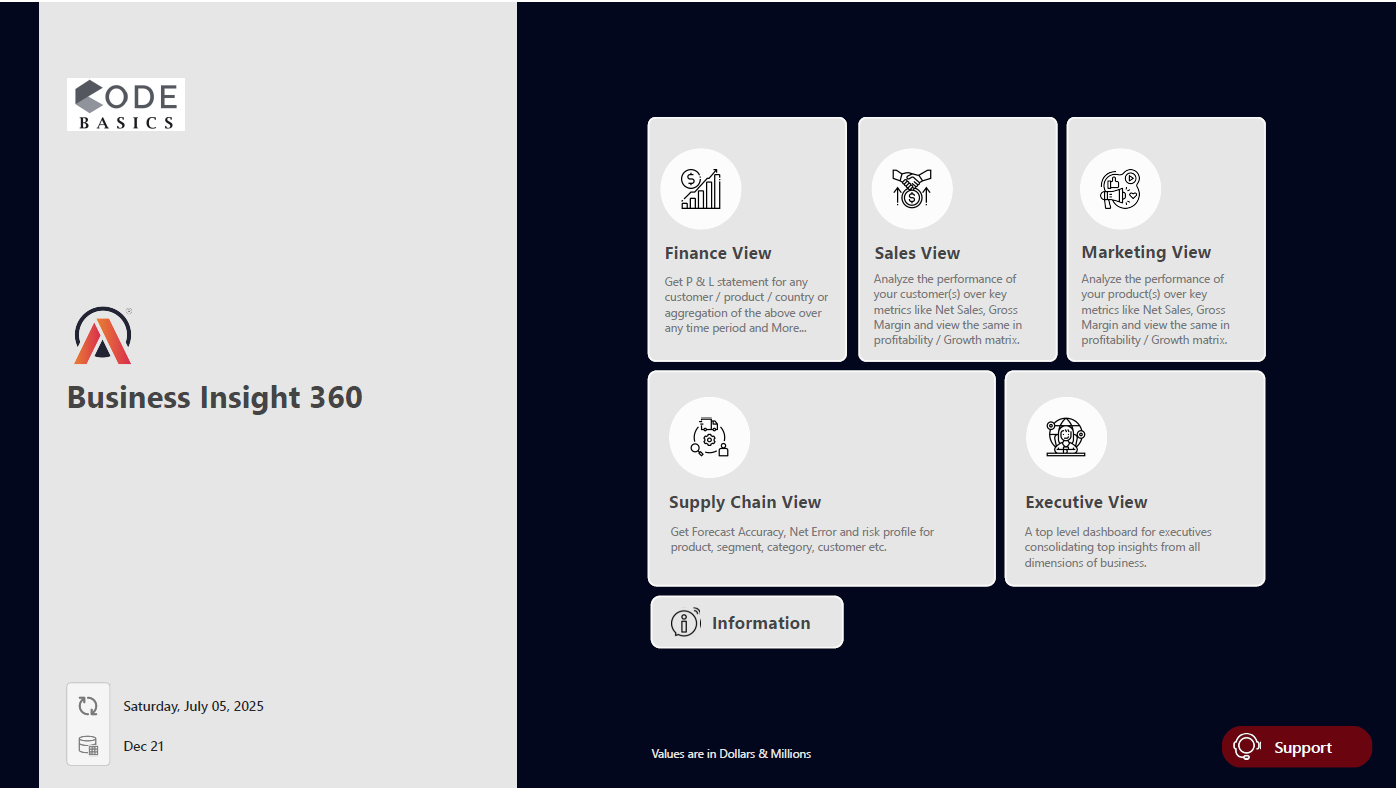 CODE
BASICS
Business Insight 360
Saturday, July 05, 2025
Dec 21
Finance View
Get P & L statement for any
customer / product / country or
aggregation of the above over
any time period and More...
Sales View
Analyze the performance of
your customer(s) over key
metrics like Net Sales, Gross
Margin and view the same in
profitability / Growth matrix.
Marketing View
Analyze the performance of
your product(s) over key
metrics like Net Sales, Gross
Margin and view the same in
profitability / Growth matrix.
Supply Chain View
Get Forecast Accuracy, Net Error and risk profile for
product, segment, category, customer etc.
Executive View
A top level dashboard for executives
consolidating top insights from all
dimensions of business.
Information
Values are in Dollars & Millions
Support